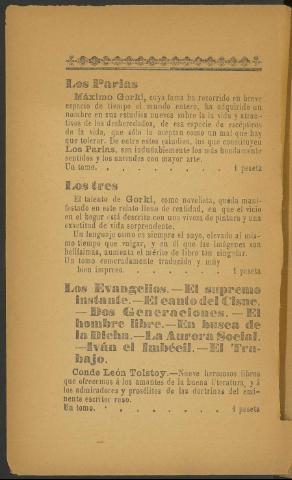 Los Parias
Máximo Gorki, cuya fama ha recorrido en breve
espacio de tiempo el mundo entero, ha adquirido un
nombre en sus estudios nuevos sobre la la vida y atrac-
tivos de los desheredados, de esa especie de escépticos
de la vida, que sólo la aceptan como un mal que hay
que tolerar. De entre estos estudios, los que constituyen
Los Parias, son indudablemente los más hondamente
sentidos y los narrados con mayor arte.
Un tomo. . . . . . . . . . 1 peseta
Los tres
El talento de Gorki, como novelista, queda mani-
festado en este relato lleno de realidad, en que el vicio
en el hogar está descrito con una viveza de pintura y una
exactitud de vida sorprendente.
Un lenguaje como es siempre el suyo, elevado al mis-
mo tiempo que vulgar, y en él que las imágenes son
bellísimas, aumenta el mérito de libro tan singular.
Un tomo esmeradamente traducido y muy
bien impreso. . . . . . . . . 1 peseta
Los Evangelios.—El supremo
instante.—El canto del Cisne.
—Dos Generaciones.—El
hombre libre.—En busca de
la Dicha.—La Aurora Social.
—Iván el Imbécil.—El Tra-
bajo.
Conde León Tolstoy.—Nueve hermosos libros
que ofrecemos á los amantes de la buena literatura, y á
los admiradores y prosélitos de las doctrinas del emi-
nente escritor ruso.
Un tomo. . . . . . . . . . 1 peseta